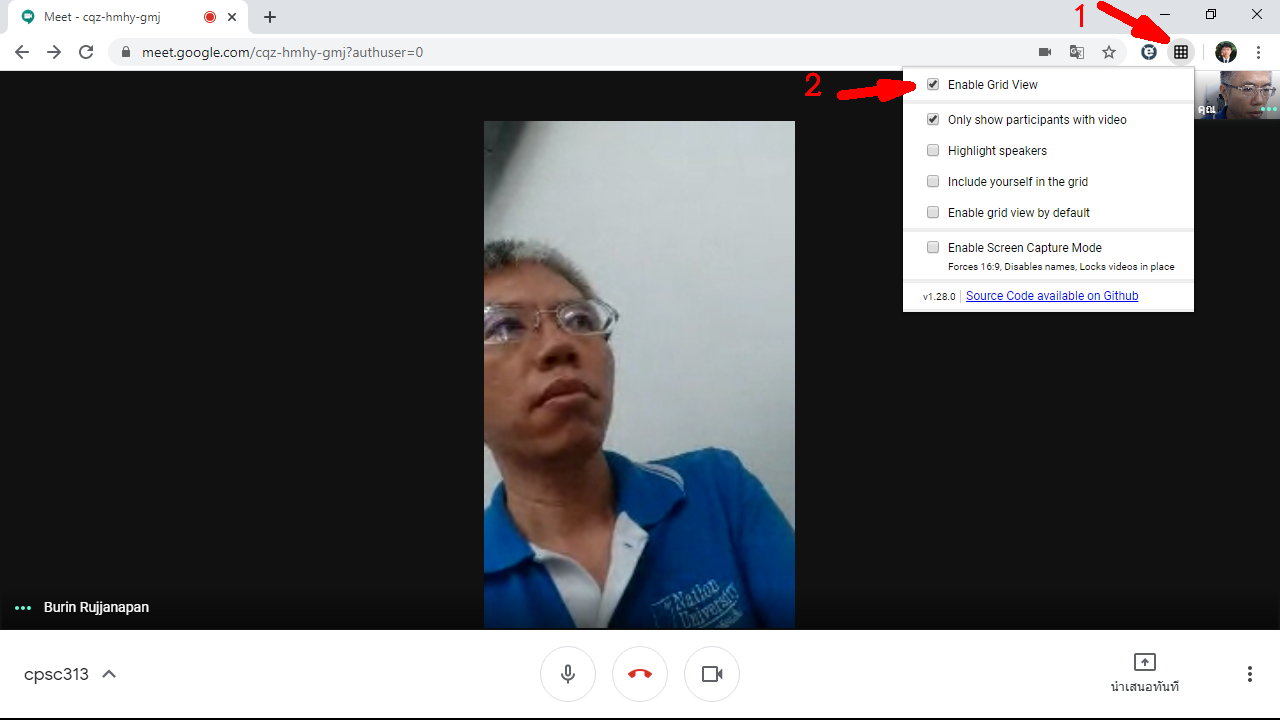 Meet - cqz-hmhy-gmj
1
meet.google.com/cqz-hmhy-gmj?authuser=0
2
Enable Grid View
Only show participants with video
Highlight speakers
Include yourself in the grid
Enable grid view by default
Enable Screen Capture Mode
Forces 16:9, Disables names, Locks videos in place
v1.28.0 Source Code available on Github
คุณ
Nation
University
Burin Rujjanapan
cpsc313
นำเสนอทันที